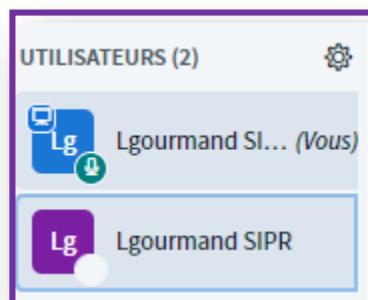 UTILISATEURS (2)
Lg Lgourmand SI... (Vous)
Lg Lgourmand SIPR